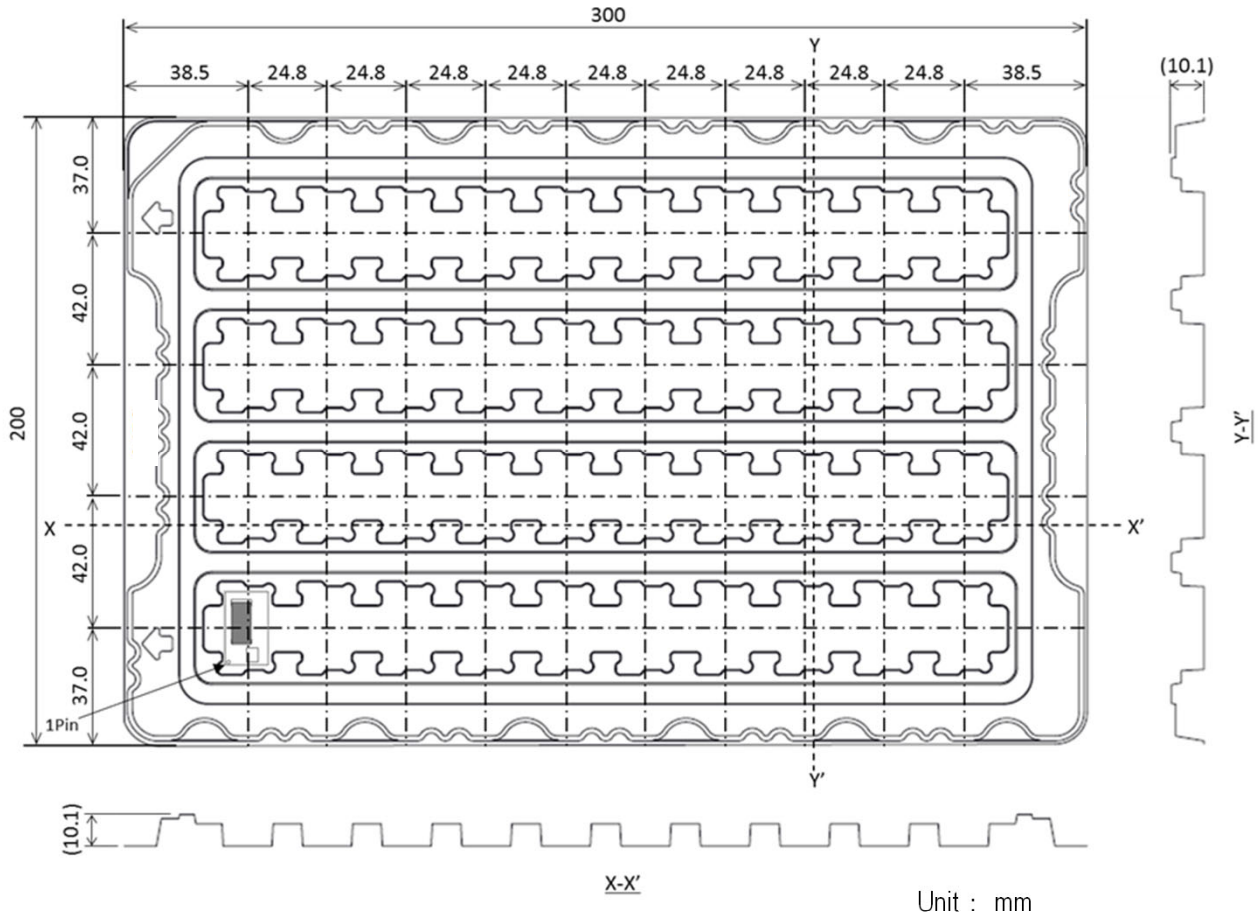 300
Y
38.5 24.8 24.8 24.8 24.8 24.8 24.8 24.8 24.8 24.8 38.5
(10.1)
37.0
42.0
200
42.0
Y-Y'
X
X'
42.0
37.0
1Pin
Y'
(10.1)
X-X'
Unit : mm